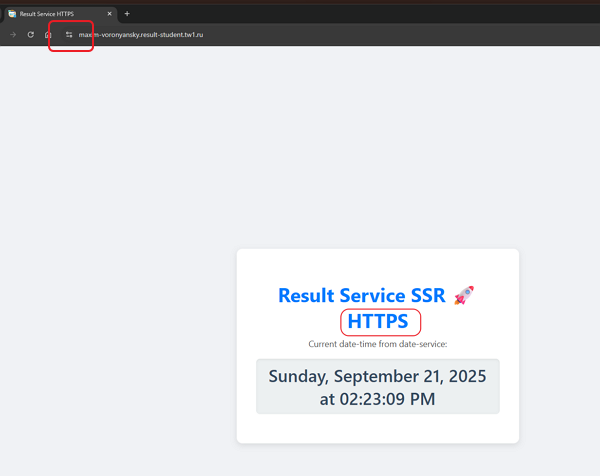 Result Service HTTPS
maxim-voronyansky.result-student.tw1.ru
Result Service SSR 🚀
HTTPS
Current date-time from date-service:
Sunday, September 21, 2025
at 02:23:09 PM